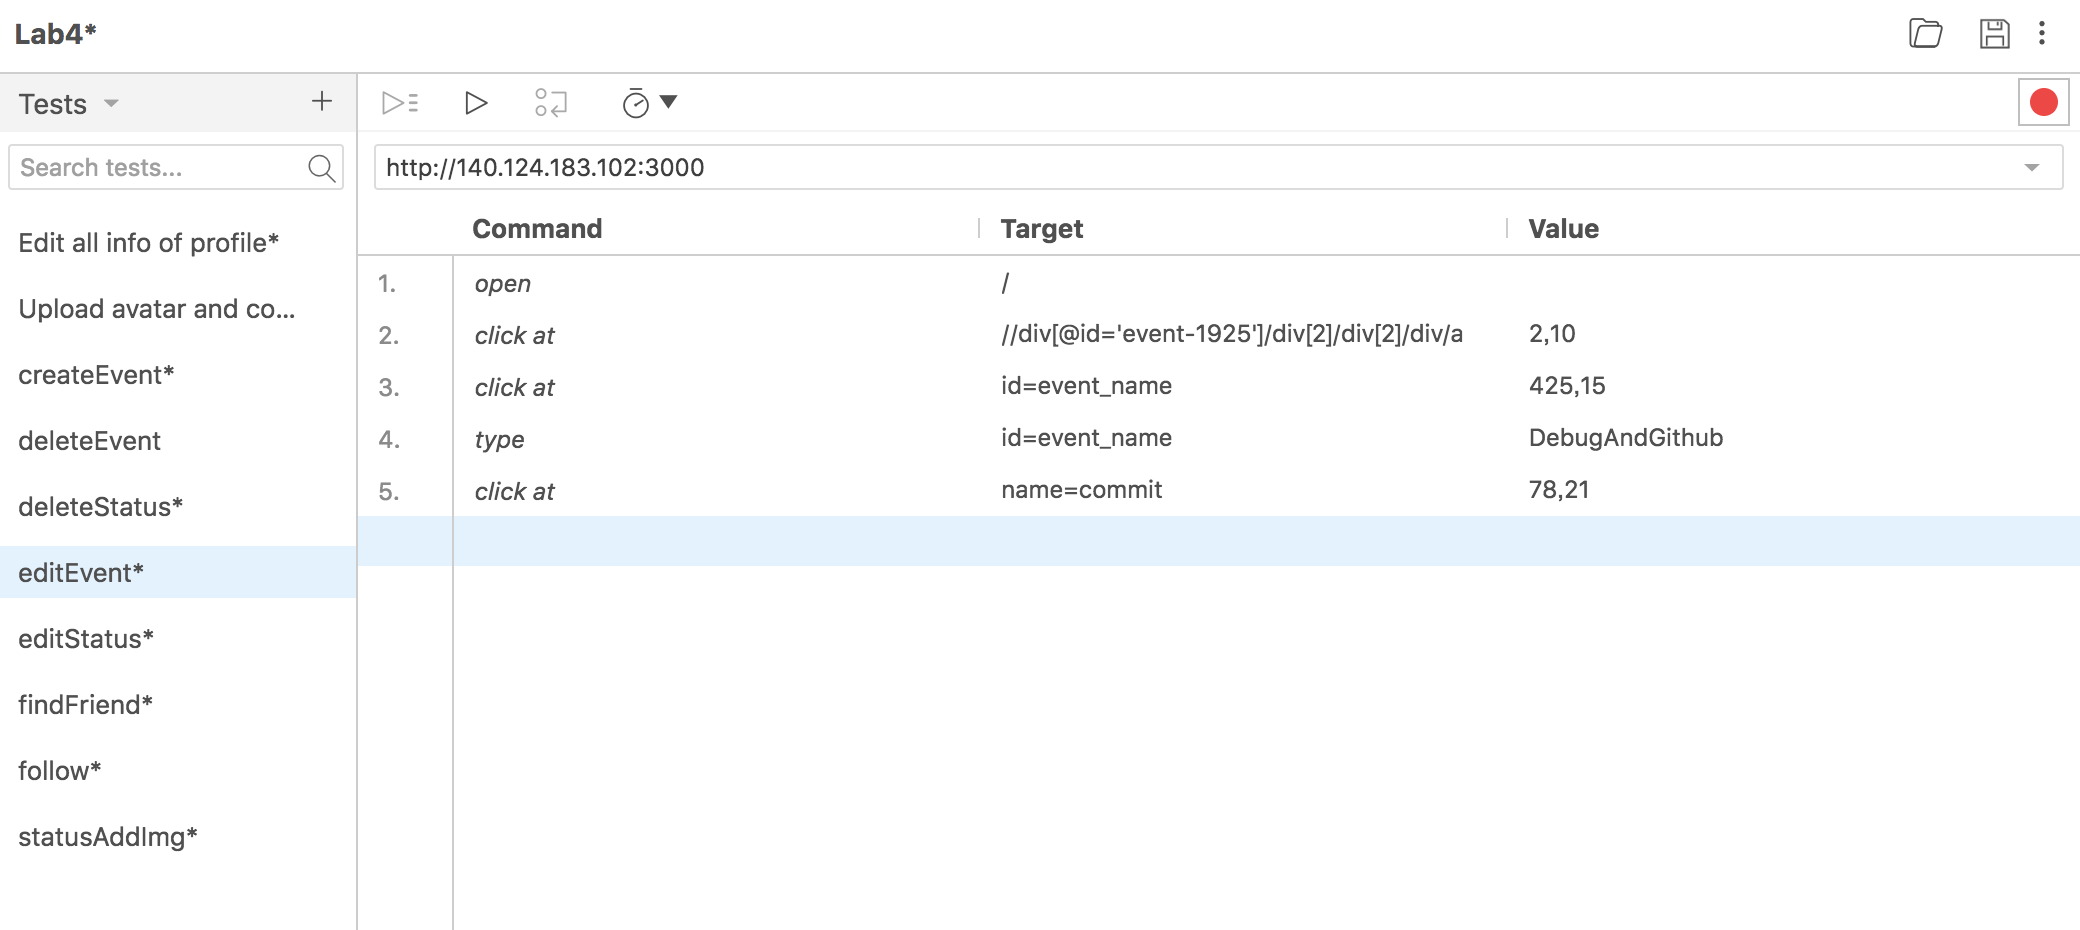 Lab4*
Tests
Search tests...
Edit all info of profile*
Upload avatar and co...
createEvent*
deleteEvent
deleteStatus*
editEvent*
editStatus*
findFriend*
follow*
statusAddImg*
http://140.124.183.102:3000
Command Target Value
1. open /
2. click at //div[@id='event-1925']/div[2]/div[2]/div/a 2,10
3. click at id=event_name 425,15
4. type id=event_name DebugAndGithub
5. click at name=commit 78,21